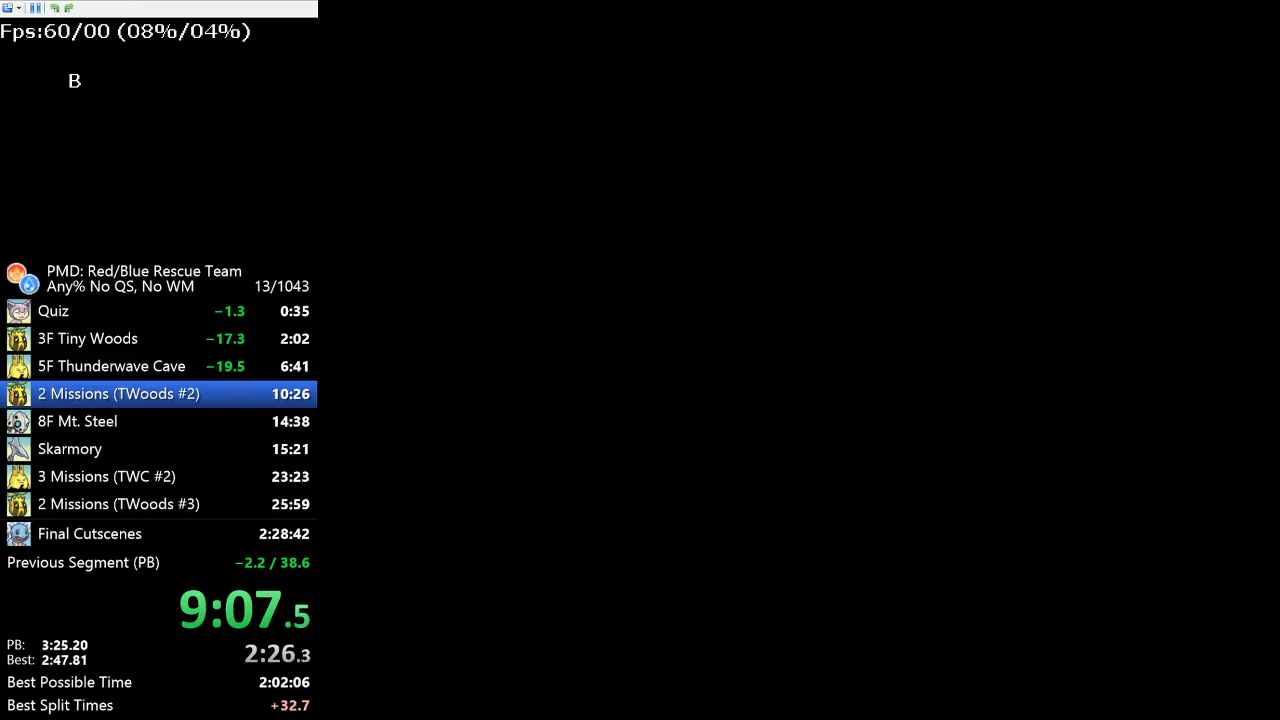 Fps:60/00 (08%/04%)
B
PMD: Red/Blue Rescue Team
Any% No QS, No WM 13/1043
Quiz −1.3 0:35
3F Tiny Woods −17.3 2:02
5F Thunderwave Cave −19.5 6:41
2 Missions (TWoods #2) 10:26
8F Mt. Steel 14:38
Skarmory 15:21
3 Missions (TWC #2) 23:23
2 Missions (TWoods #3) 25:59
Final Cutscenes 2:28:42
Previous Segment (PB) −2.2 / 38.6
9:07.5
PB: 3:25.20
Best: 2:47.81
2:26.3
Best Possible Time 2:02:06
Best Split Times +32.7